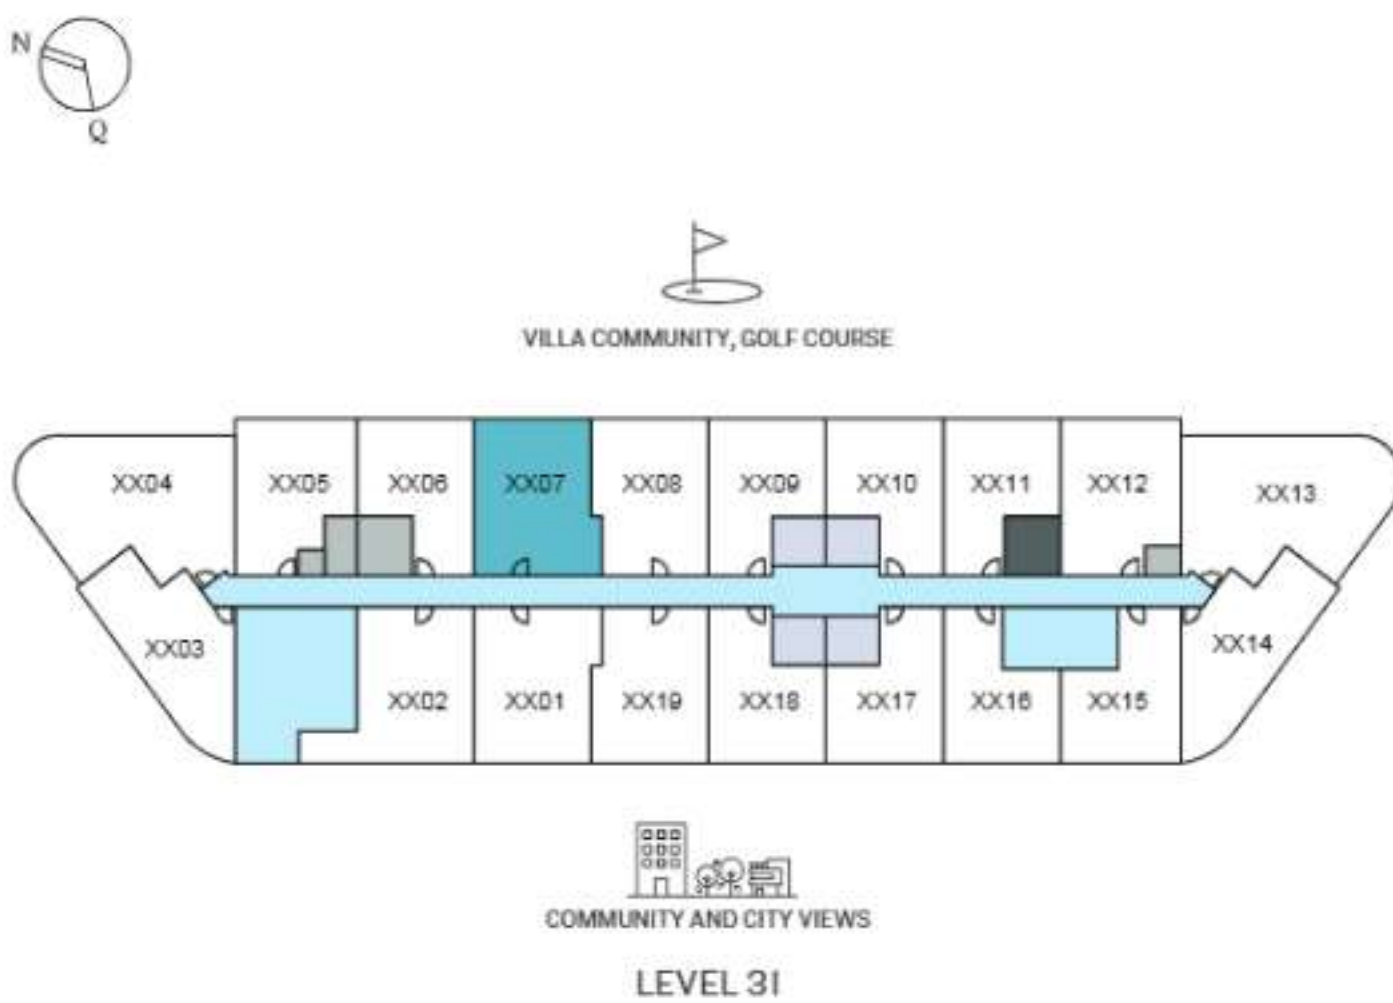 N
Q
VILLA COMMUNITY, GOLF COURSE
XX04
XX05
XX06
XX07
XX08
XX09
XX10
XX11
XX12
XX13
XX03
XX14
XX02
XX01
XX19
XX18
XX17
XX16
XX15
COMMUNITY AND CITY VIEWS
LEVEL 31